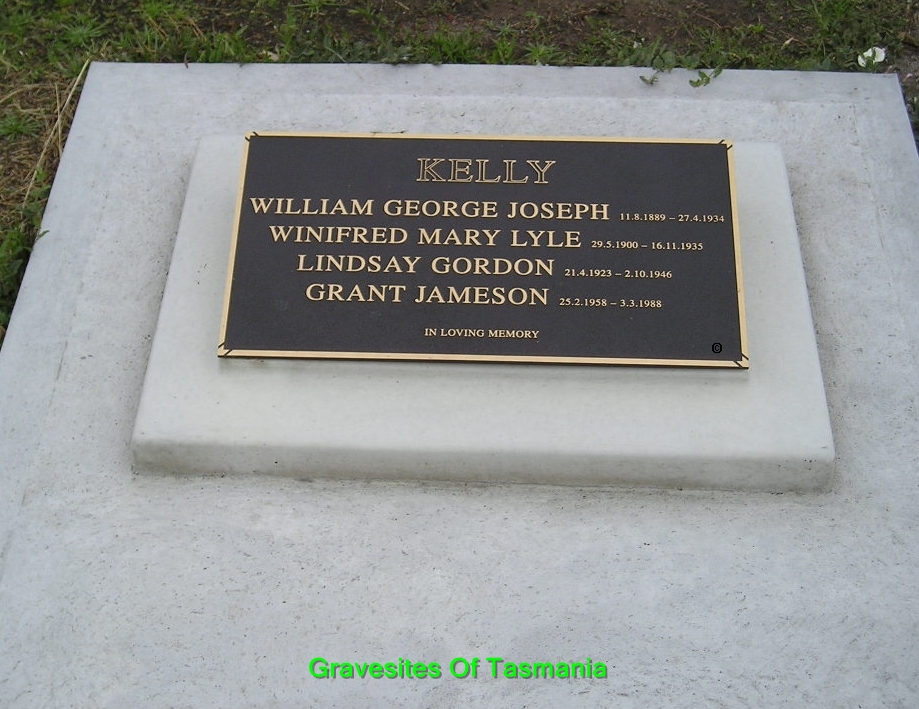 KELLY
WILLIAM GEORGE JOSEPH 11.8.1889 – 27.4.1934
WINIFRED MARY LYLE 29.5.1900 – 16.11.1935
LINDSAY GORDON 21.4.1923 – 2.10.1946
GRANT JAMESON 25.2.1958 – 3.3.1988
IN LOVING MEMORY
©
Gravesites Of Tasmania